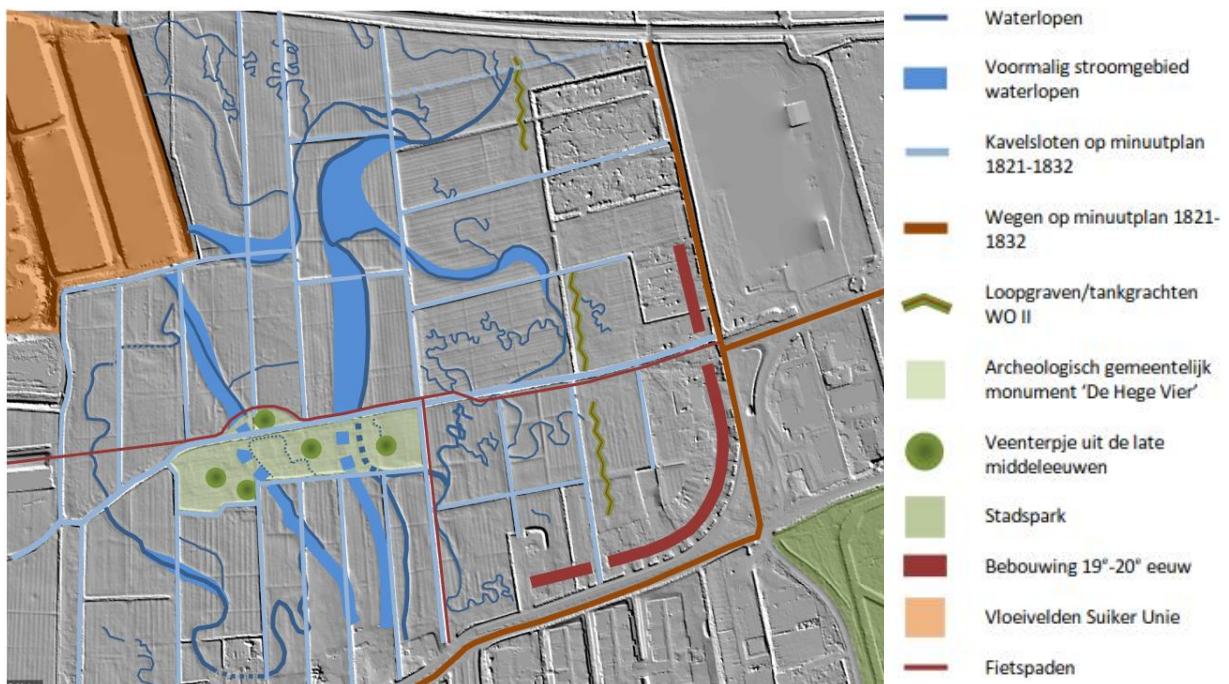 Waterlopen
Voormalig stroomgebied
waterlopen
Kavelsloten op minuutplan
1821-1832
Wegen op minuutplan 1821-
1832
Loopgraven/tankgrachten
WO II
Archeologisch gemeentelijk
monument ‘De Hege Vier’
Veenterpje uit de late
middeleeuwen
Stadspark
Bebouwing 19ᵉ-20ᵉ eeuw
Vloeivelden Suiker Unie
Fietspaden